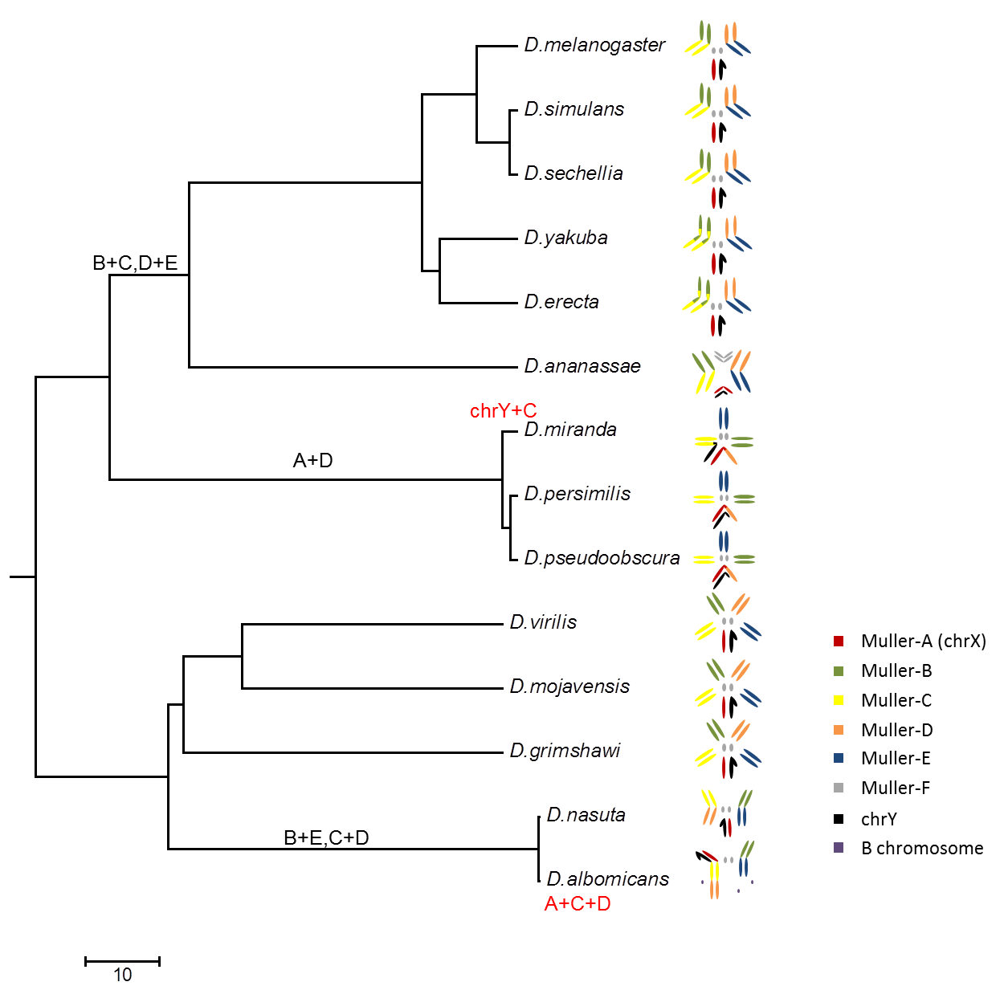 D.melanogaster
D.simulans
D.sechellia
D.yakuba
B+C,D+E
D.erecta
D.ananassae
chrY+C
D.miranda
A+D
D.persimilis
D.pseudoobscura
D.virilis
D.mojavensis
D.grimshawi
D.nasuta
B+E,C+D
D.albomicans
A+C+D
10
Muller-A (chrX)
Muller-B
Muller-C
Muller-D
Muller-E
Muller-F
chrY
B chromosome